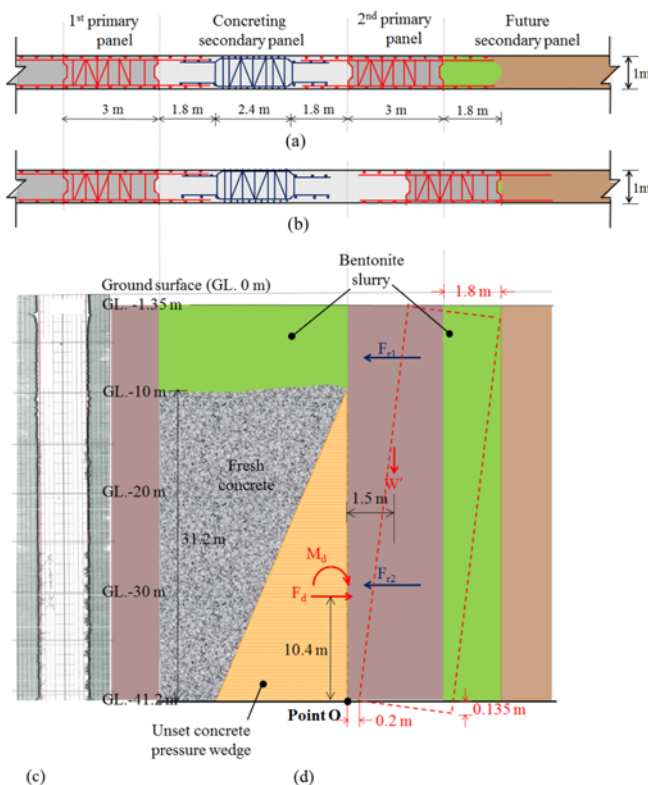 1st primary panel
Concreting secondary panel
2nd primary panel
Future secondary panel
1m
3 m
1.8 m
2.4 m
1.8 m
3 m
1.8 m
(a)
1m
(b)
Bentonite slurry
Ground surface (GL. 0 m)
1.8 m
GL. -1.35 m
Fr1
GL.-10 m
W'
Fresh concrete
GL.-20 m
1.5 m
31.2 m
Md
Fr2
GL.-30 m
Fd
10.4 m
GL.-41.2 m
Point O
0.2 m
0.135 m
Unset concrete pressure wedge
(c)
(d)